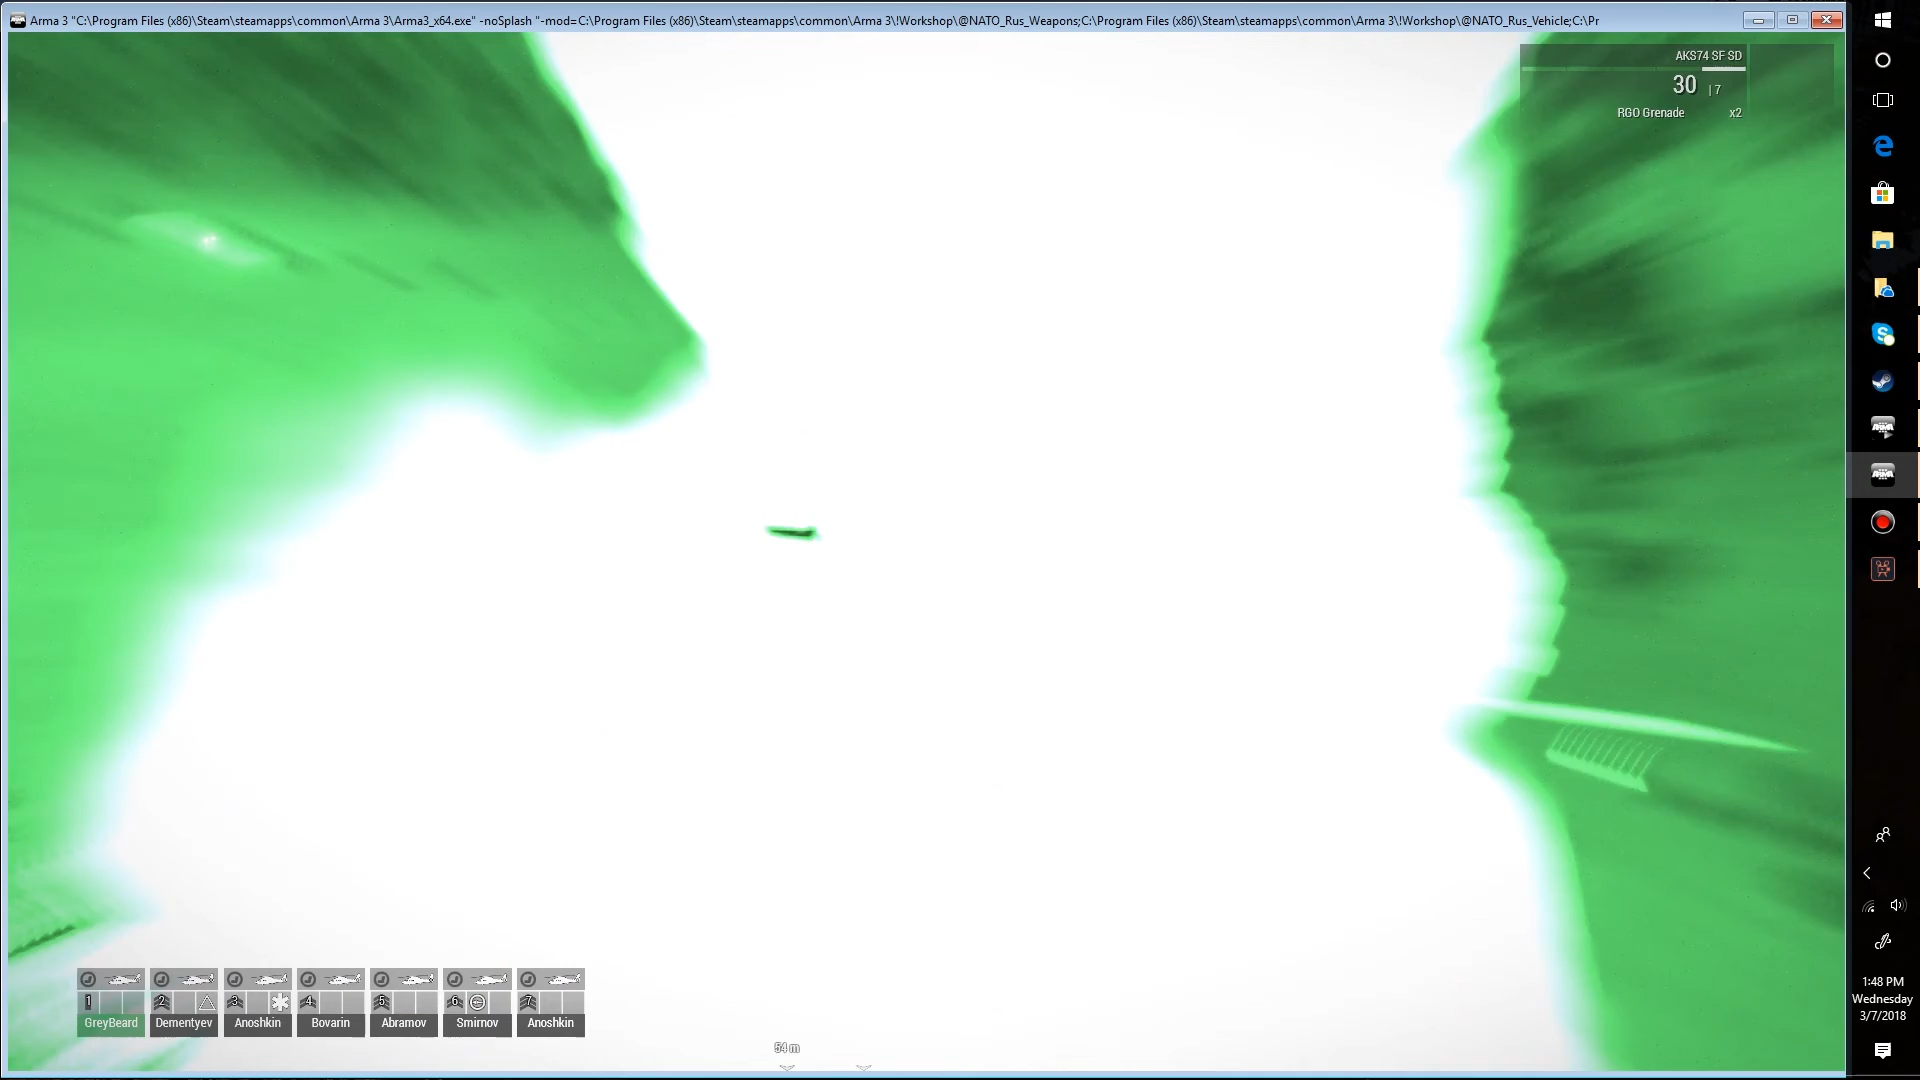 Arma 3 "C:\Program Files (x86)\Steam\steamapps\common\Arma 3\Arma3_x64.exe" -noSplash "-mod=C:\Program Files (x86)\Steam\steamapps\common\Arma 3\!Workshop\@NATO_Rus_Weapons;C:\Program Files (x86)\Steam\steamapps\common\Arma 3\!Workshop\@NATO_Rus_Vehicle;C:\Pr
AKS74 SF SD
30 | 7
RGO Grenade x2
1 2 3 4 5 6 7
GreyBeard Dementyev Anoshkin Bovarin Abramov Smirnov Anoshkin
54 m
1:48 PM
Wednesday
3/7/2018